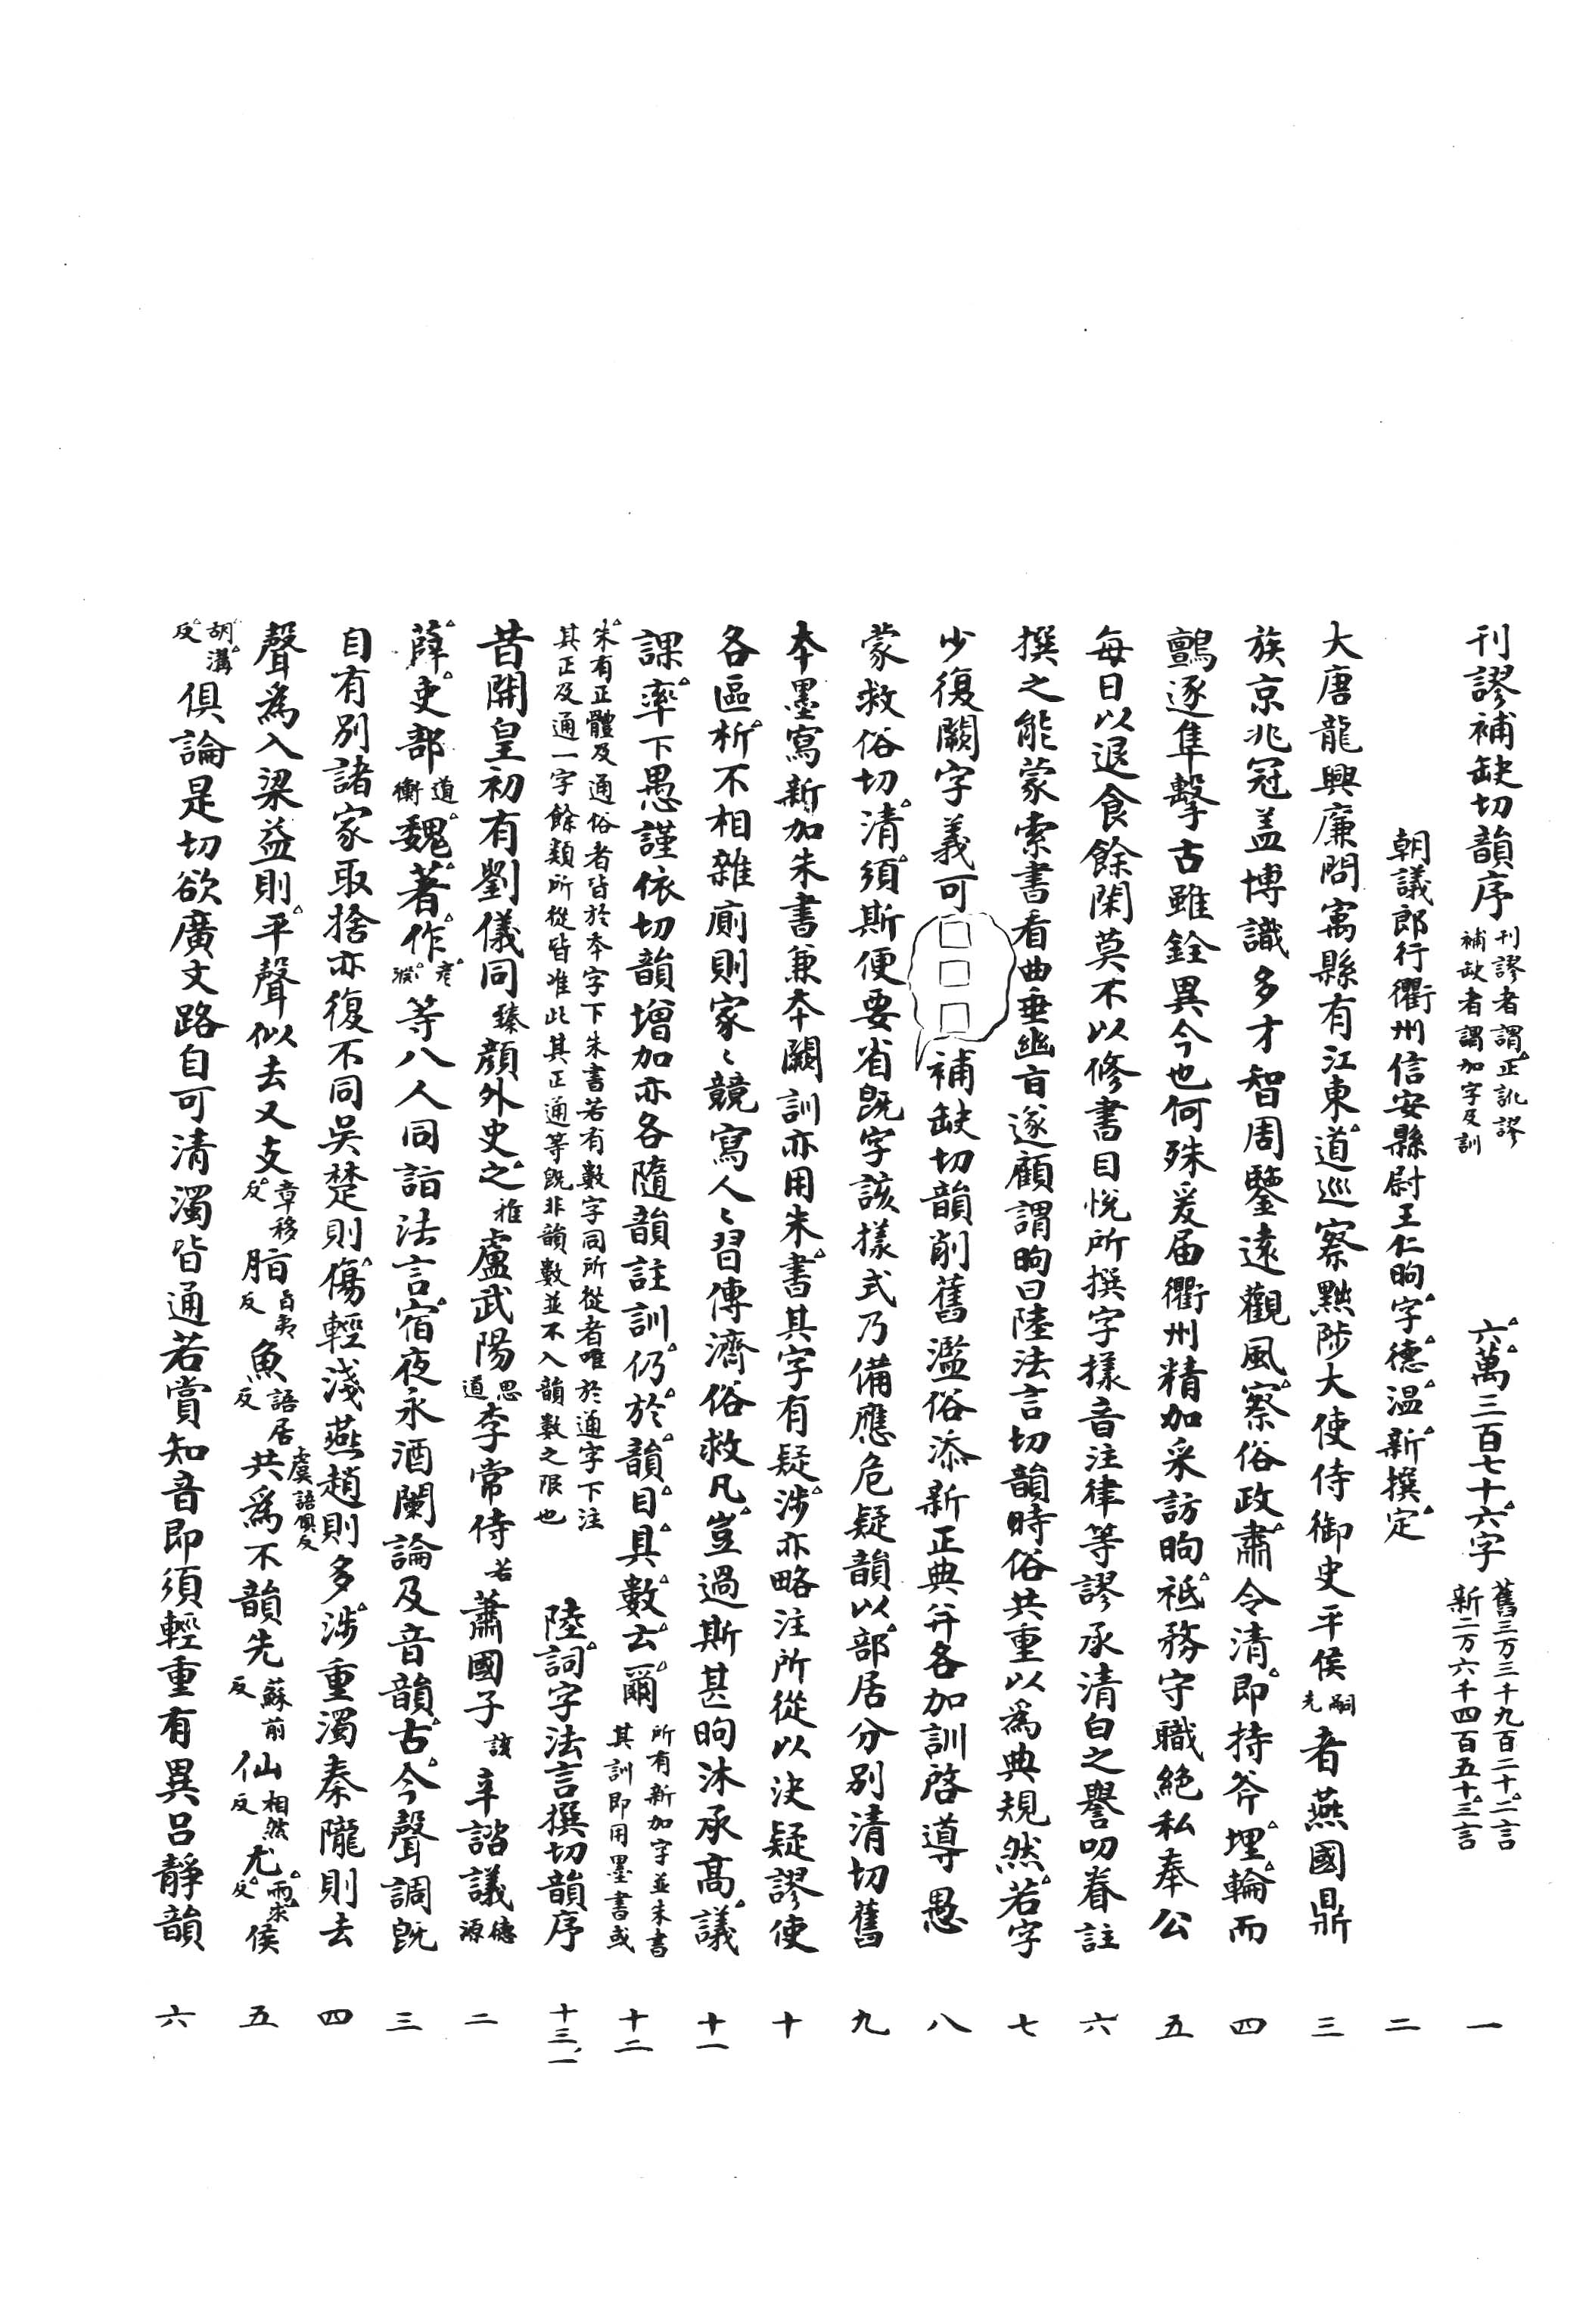 刊謬補缺切韻序 刊謬者謂正訛謬補缺者謂加字及訓 六萬三百七十六字 舊三万三千九百二十二言新二万六千四百五十三言 一
朝議郎行衢州信安縣尉王仁昫字德温新撰定 二
大唐龍興廉問寓縣有江東道巡察黜陟大使侍御史平侯嗣先者燕國鼎 三
族京兆冠盖博識多才智周鑒遠觀風察俗政肅令清即持斧埋輪而 四
鸇逐隼擊古雖銓異今也何殊爰届衢州精加采訪昫祗務守職絶私奉公 五
每日以退食餘閑莫不以修書自悅所撰字樣音注律等謬承清白之譽叨眷註 六
撰之能蒙索書看曲垂幽旨遂顧謂昫曰陸法言切韻時俗共重以爲典規然若字 七
少復闕字義可□□□補缺切韻削舊濫俗添新正典并各加訓啓導愚 八
蒙救俗切清須斯便要省既字該樣式乃備應危疑韻以部居分別清切舊 九
本墨寫新加朱書兼本闕訓亦用朱書其字有疑涉亦略注所從以決疑謬使 十
各區析不相雜廁則家〻競寫人〻習傳濟俗救凡豈過斯甚昫沐承高議 十一
課率下愚謹依切韻增加亦各隨韻註訓仍於韻目具數云爾 所有新加字並朱書其訓即用墨書或 十二
朱有正體及通俗者皆於本字下朱書若有數字同所從者唯於通字下注其正及通一字餘類所從皆准此其正通等既非韻數並不入韻數之限也 陸詞字法言撰切韻序 十三、一
昔開皇初有劉儀同臻顔外史之推盧武陽思道李常侍若蕭國子該辛諮議德源 二
薛吏部道衡魏著作彦淵等八人同詣法言宿夜永酒闌論及音韻古今聲調既 三
自有別諸家取捨亦復不同吳楚則傷輕淺燕趙則多涉重濁秦隴則去 四
聲爲入梁益則平聲似去又支章移反脂旨夷反魚語居反虞語俱反共爲不韻先蘇前反仙相然反尤雨求反侯 五
胡溝反俱論是切欲廣文路自可清濁皆通若賞知音即須輕重有異呂靜韻 六